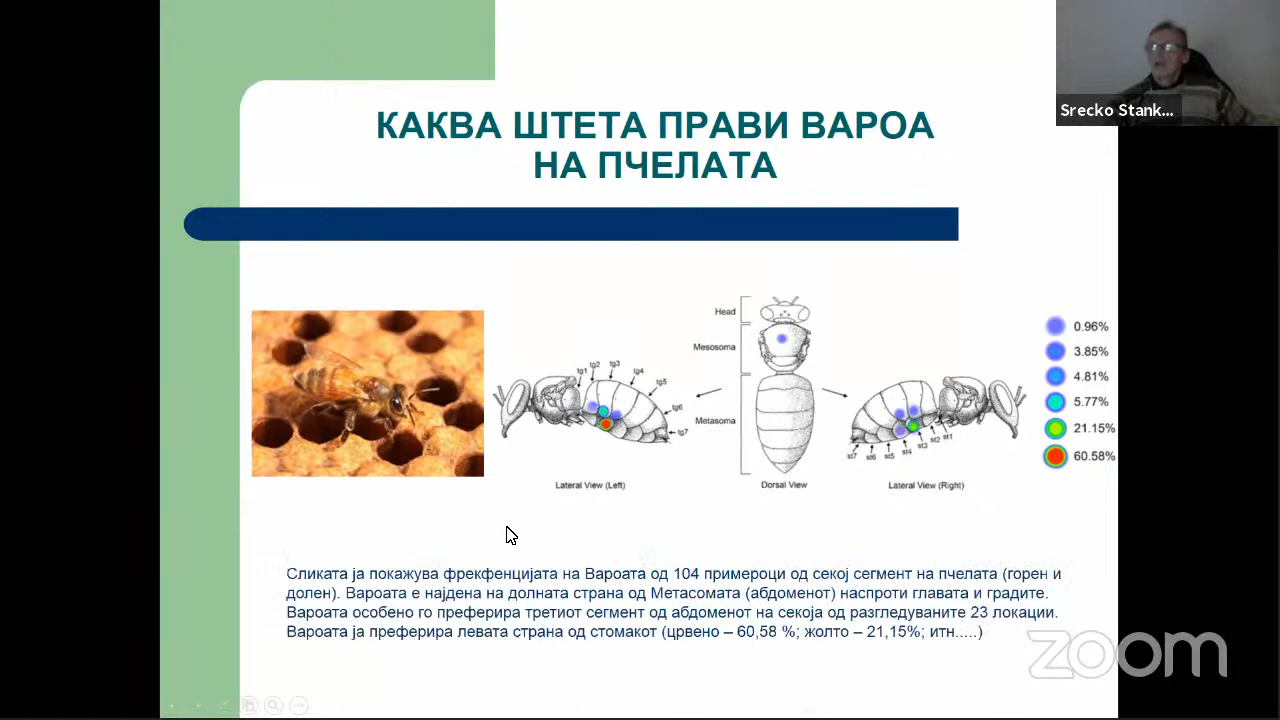 Srecko Stank...
КАКВА ШТЕТА ПРАВИ ВАРОА
НА ПЧЕЛАТА
Head
Mesosoma
Metasoma
tg1
tg2
tg3
tg4
tg5
tg6
tg7
st7
st6
st5
st4
st3
st2
st1
Lateral View (Left)
Dorsal View
Lateral View (Right)
0.96%
3.85%
4.81%
5.77%
21.15%
60.58%
Сликата ја покажува фрекфенцијата на Вароата од 104 примероци од секој сегмент на пчелата (горен и
долен). Вароата е најдена на долната страна од Метасомата (абдоменот) наспроти главата и градите.
Вароата особено го преферира третиот сегмент од абдоменот на секоја од разгледуваните 23 локации.
Вароата ја преферира левата страна од стомакот (црвено – 60,58 %; жолто – 21,15%; итн.....)
zoom